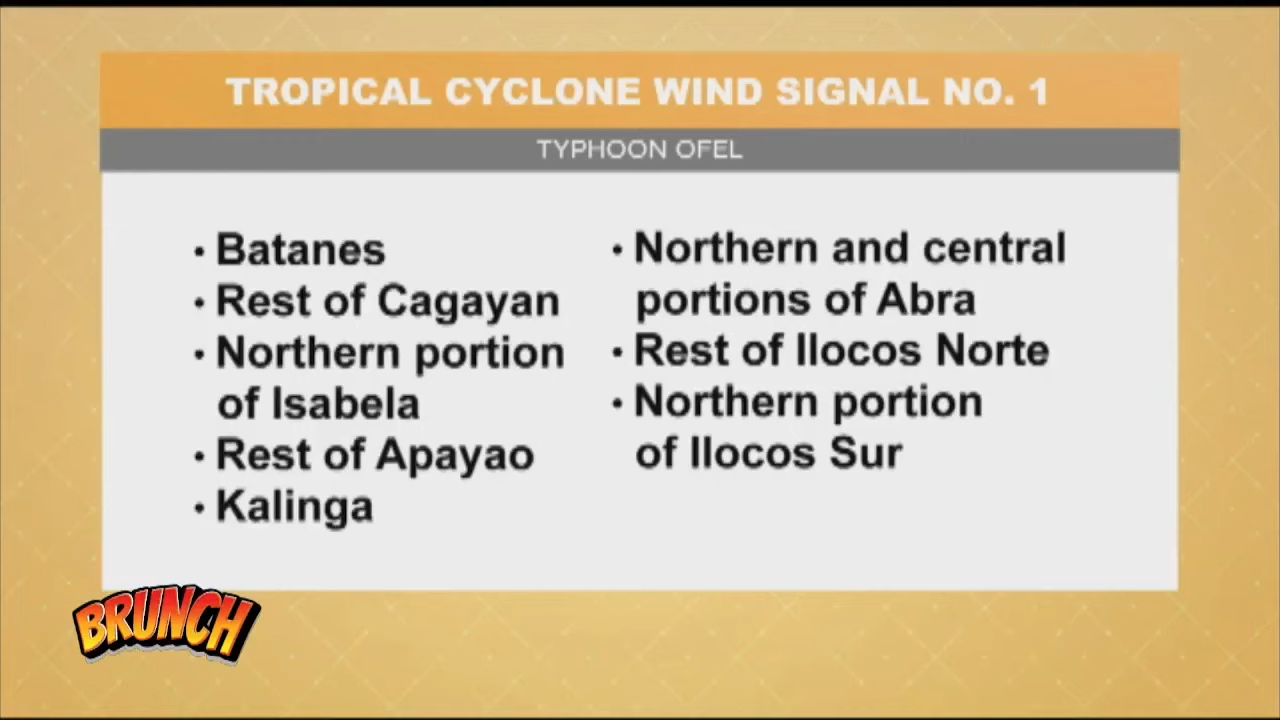 TROPICAL CYCLONE WIND SIGNAL NO. 1
TYPHOON OFEL
• Batanes
• Rest of Cagayan
• Northern portion
of Isabela
• Rest of Apayao
• Kalinga
• Northern and central
portions of Abra
• Rest of Ilocos Norte
• Northern portion
of Ilocos Sur
BRUNCH